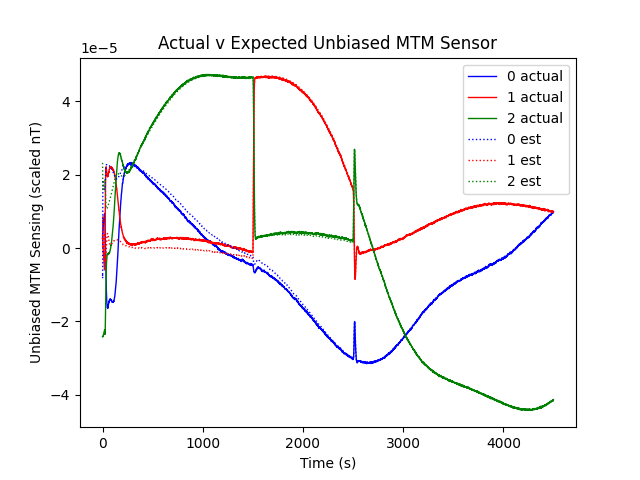 Actual v Expected Unbiased MTM Sensor
1e−5
Unbiased MTM Sensing (scaled nT)
4
2
0
−2
−4
0 actual
1 actual
2 actual
0 est
1 est
2 est
0 1000 2000 3000 4000
Time (s)